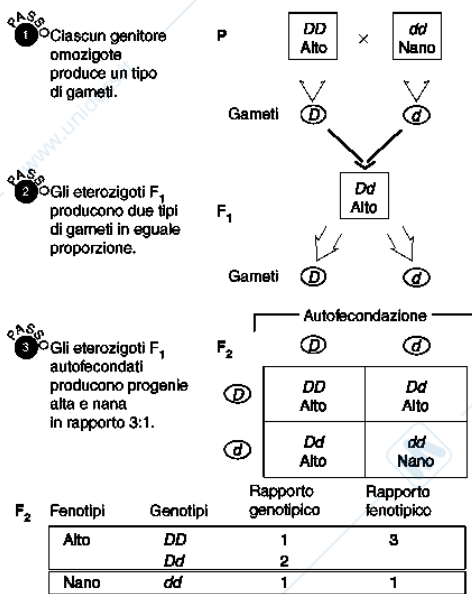 PASSO
1
Ciascun genitore
omozigote
produce un tipo
di gameti.
P
DD
Alto
×
dd
Nano
Gameti
D
d
Dd
Alto
PASSO
2
Gli eterozigoti F1
producono due tipi
di gameti in eguale
proporzione.
F1
Gameti
D
d
PASSO
3
Gli eterozigoti F1
autofecondati
producono progenie
alta e nana
in rapporto 3:1.
Autofecondazione
F2
D
d
D
DD
Alto
Dd
Alto
d
Dd
Alto
dd
Nano
F2 Fenotipi Genotipi Rapporto genotipico Rapporto fenotipico
Alto DD 1 3
Dd 2
Nano dd 1 1